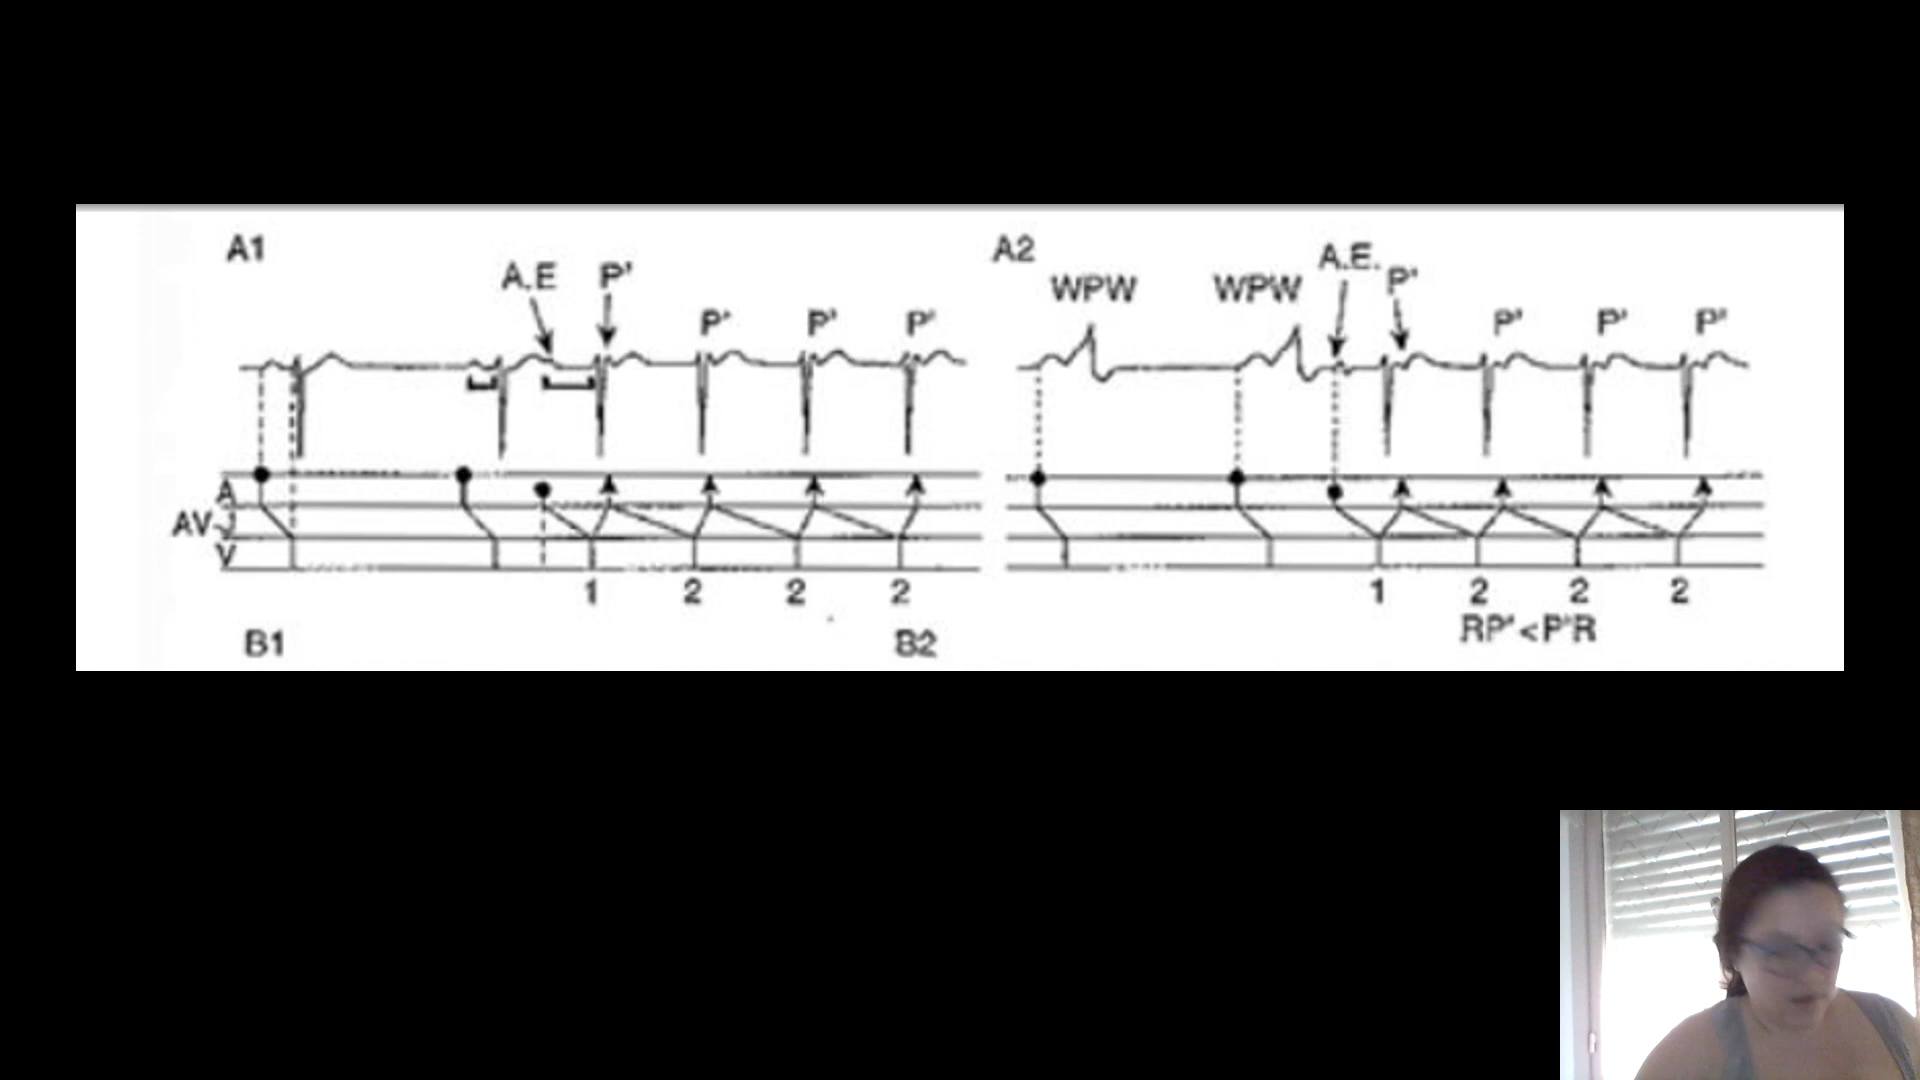 A1
A.E P'
P' P' P'
A
AV J
V
1 2 2 2
B1
B2
A2
WPW WPW A.E. P'
P' P' P'
1 2 2 2
RP'<P'R